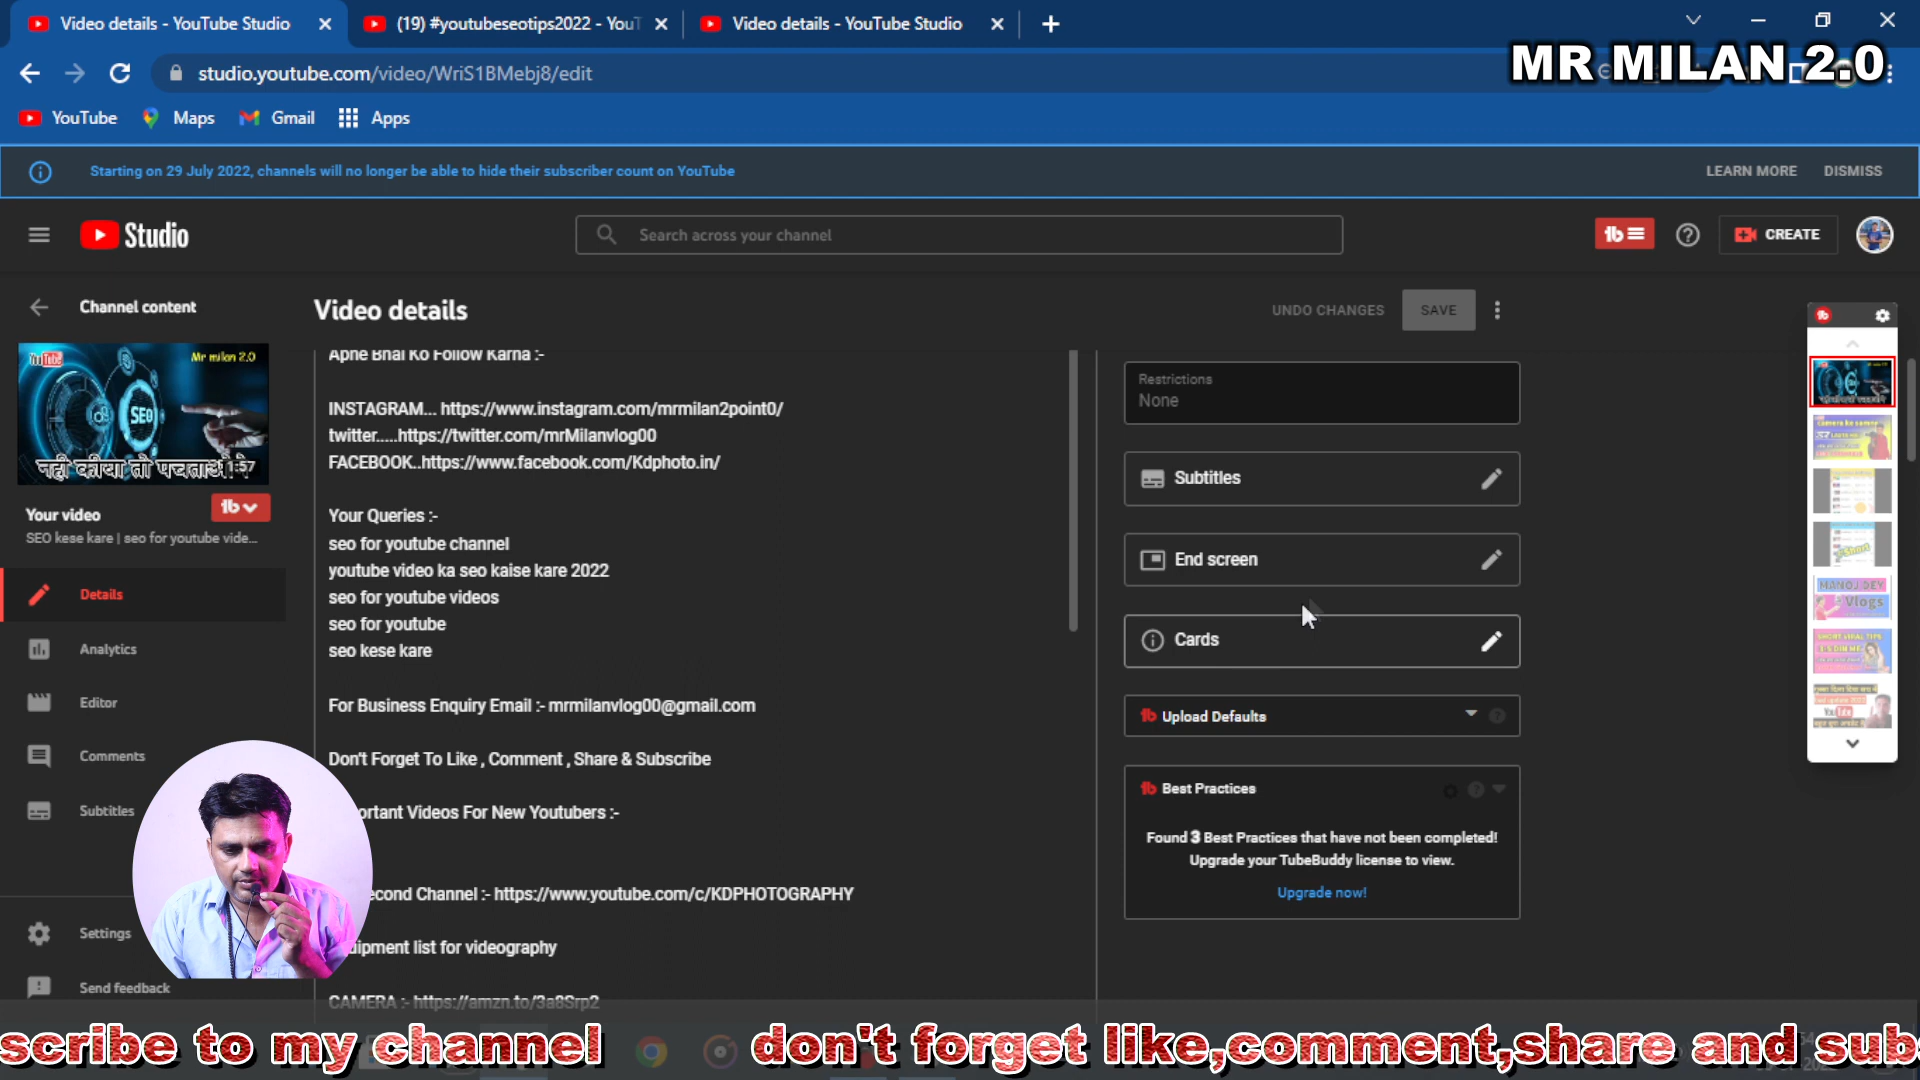 Video details - YouTube Studio
(19) #youtubeseotips2022 - YouT
Video details - YouTube Studio
studio.youtube.com/video/WriS1BMebj8/edit
MR MILAN 2.0
YouTube
Maps
Gmail
Apps
Starting on 29 July 2022, channels will no longer be able to hide their subscriber count on YouTube
LEARN MORE
DISMISS
Studio
Search across your channel
CREATE
Channel content
Video details
UNDO CHANGES
SAVE
YouTube
Mr milan 2.0
SEO
नही कीया तो पचताओगे
1:57
Your video
SEO kese kare | seo for youtube vide...
Details
Analytics
Editor
Comments
Subtitles
Settings
Send feedback
Apne Bhai Ko Follow Karna :-
INSTAGRAM... https://www.instagram.com/mrmilan2point0/
twitter.....https://twitter.com/mrMilanvlog00
FACEBOOK..https://www.facebook.com/Kdphoto.in/
Your Queries :-
seo for youtube channel
youtube video ka seo kaise kare 2022
seo for youtube videos
seo for youtube
seo kese kare
For Business Enquiry Email :- mrmilanvlog00@gmail.com
Don't Forget To Like , Comment , Share & Subscribe
ortant Videos For New Youtubers :-
econd Channel :- https://www.youtube.com/c/KDPHOTOGRAPHY
uipment list for videography
CAMERA :- https://amzn.to/3a8Srp2
Restrictions
None
Subtitles
End screen
Cards
Upload Defaults
Best Practices
Found 3 Best Practices that have not been completed!
Upgrade your TubeBuddy license to view.
Upgrade now!
MANOJ DEY
Vlogs
scribe to my channel
don't forget like,comment,share and subs